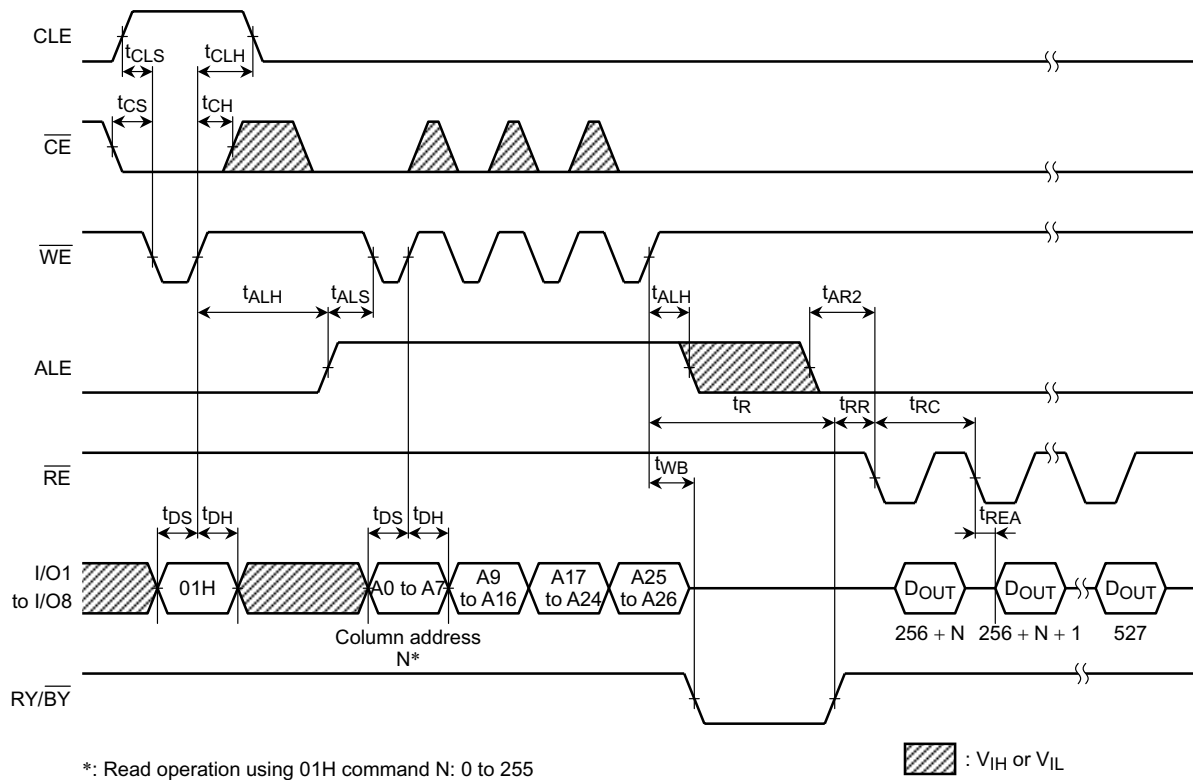 CLE
tCLS
tCLH
tCS
tCH
CE
WE
tALH
tALS
tALH
tAR2
ALE
tR
tRR
tRC
RE
tWB
tDS
tDH
tDS
tDH
tREA
I/O1
to I/O8
01H
A0 to A7
A9
to A16
A17
to A24
A25
to A26
DOUT
DOUT
DOUT
Column address
N*
256 + N
256 + N + 1
527
RY/BY
*: Read operation using 01H command N: 0 to 255
: VIH or VIL